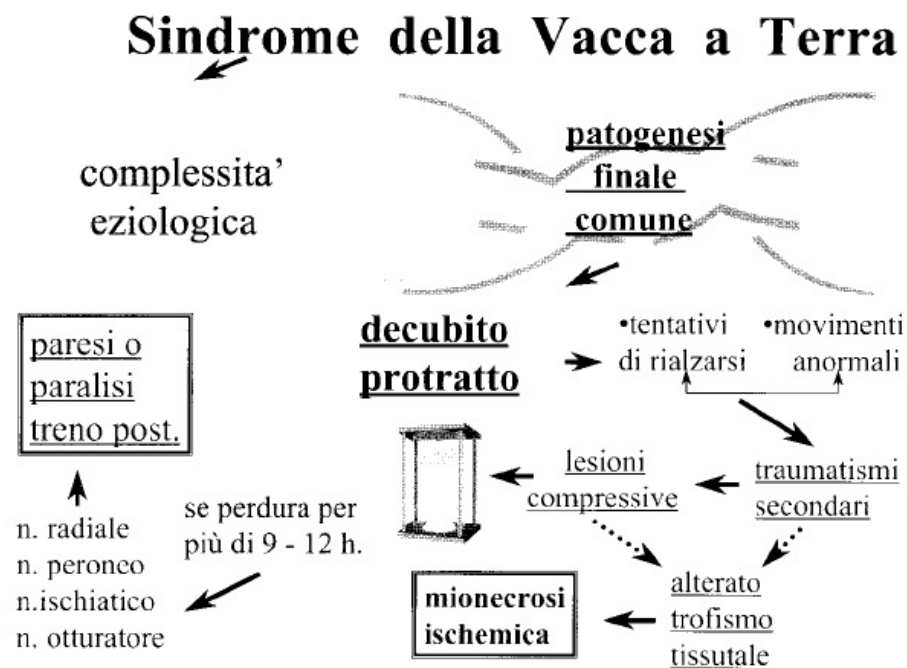 Sindrome della Vacca a Terra
complessita'
eziologica
patogenesi
finale
comune
decubito
protratto
•tentativi
di rialzarsi
•movimenti
anormali
paresi o
paralisi
treno post.
lesioni
compressive
traumatismi
secondari
n. radiale
n. peroneo
n.ischiatico
n. otturatore
se perdura per
più di 9 - 12 h.
mionecrosi
ischemica
alterato
trofismo
tissutale